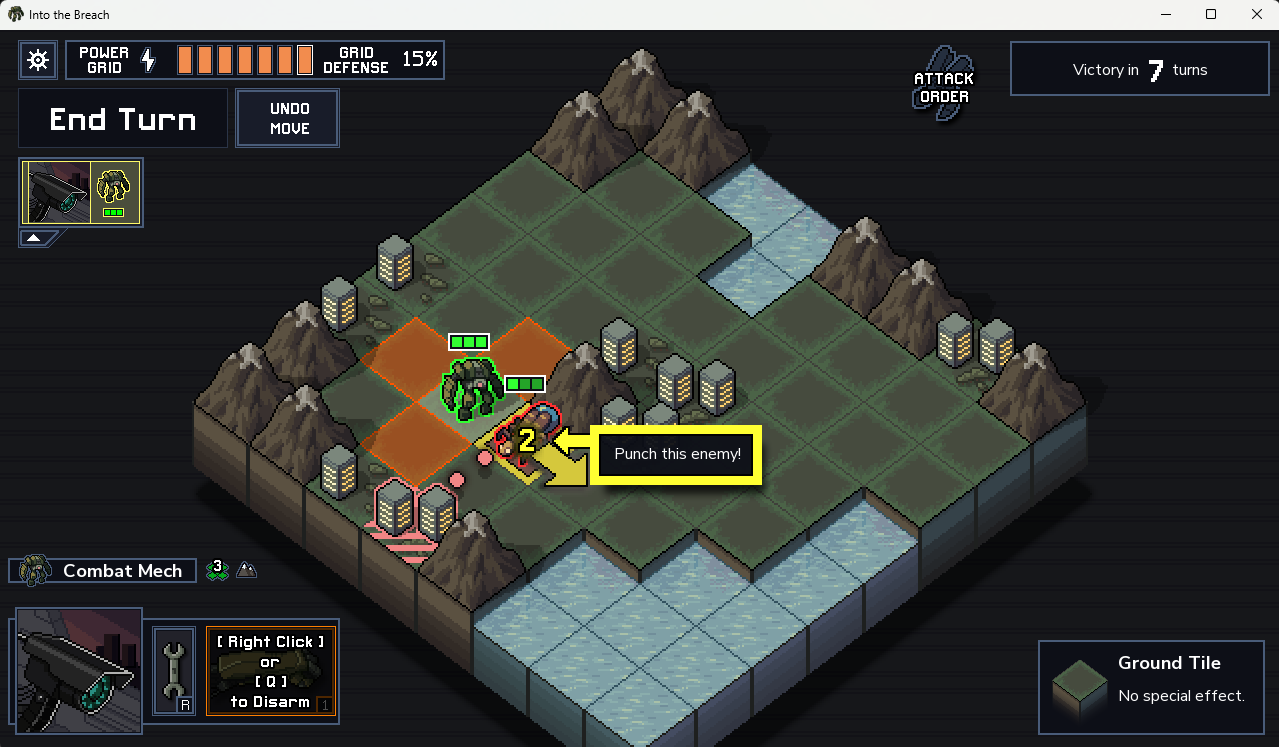 Into the Breach
POWER
GRID
GRID
DEFENSE
15%
ATTACK
ORDER
Victory in 7 turns
End Turn
UNDO
MOVE
2
Punch this enemy!
Combat Mech
3
[ Right Click ]
or
[ Q ]
to Disarm
R
1
Ground Tile
No special effect.